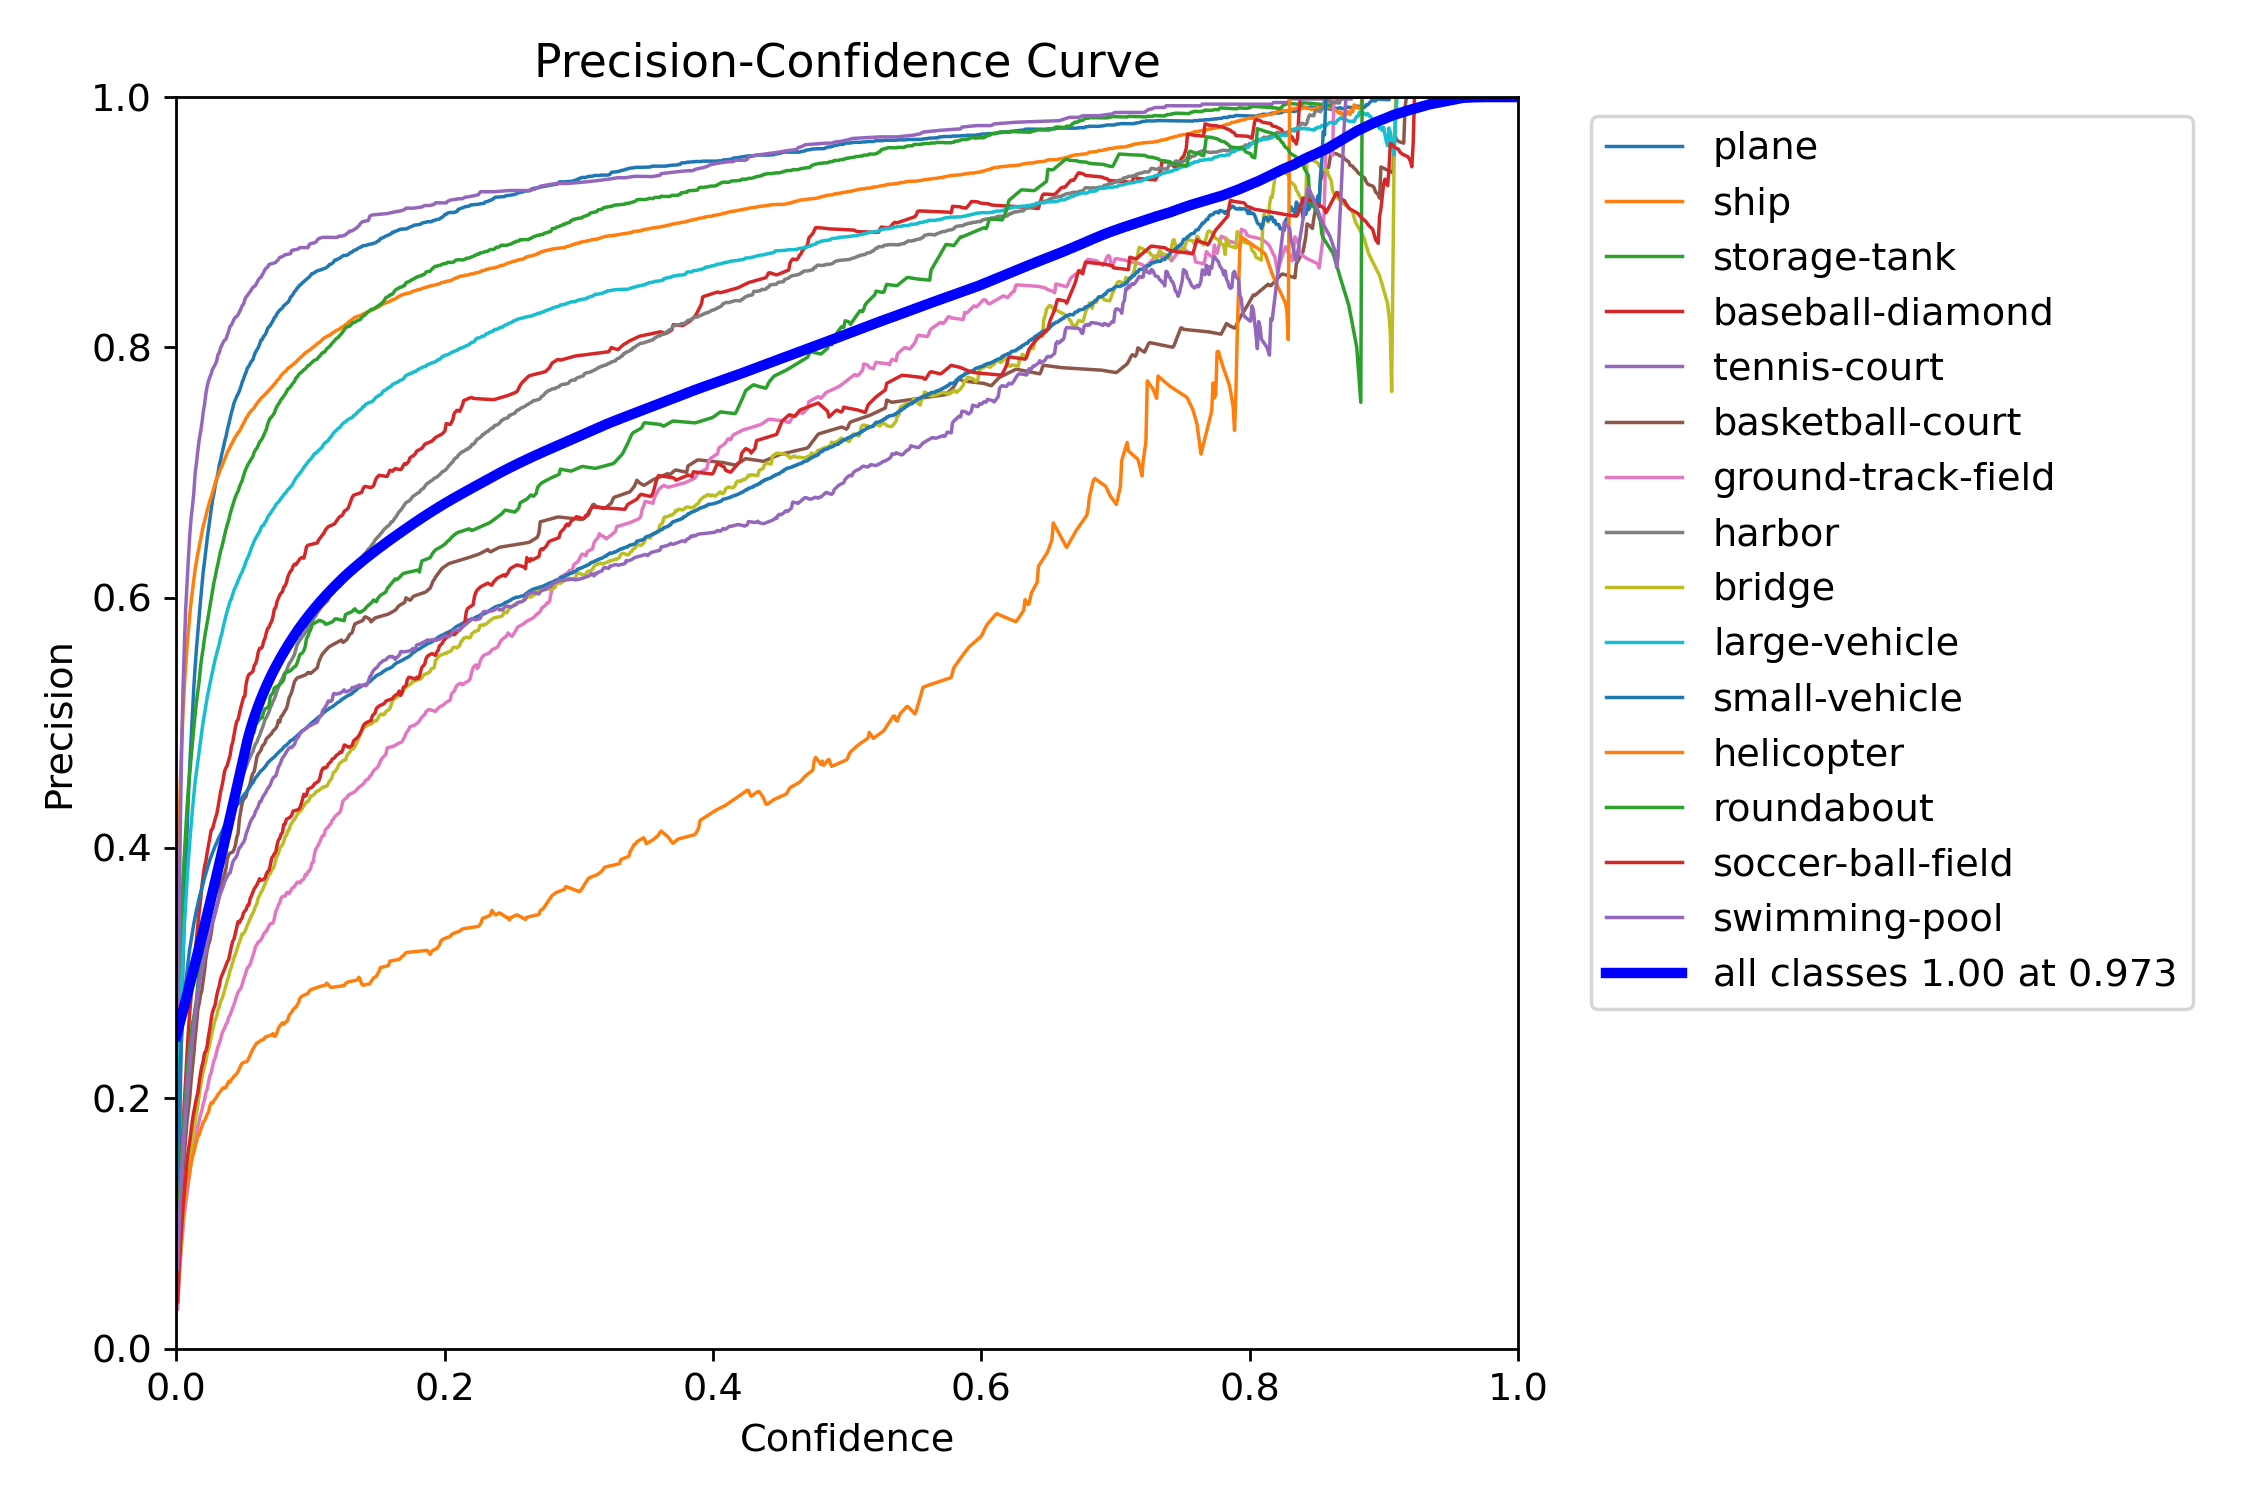 Precision-Confidence Curve
1.0
0.8
0.6
0.4
0.2
0.0
Precision
0.0 0.2 0.4 0.6 0.8 1.0
Confidence
plane
ship
storage-tank
baseball-diamond
tennis-court
basketball-court
ground-track-field
harbor
bridge
large-vehicle
small-vehicle
helicopter
roundabout
soccer-ball-field
swimming-pool
all classes 1.00 at 0.973